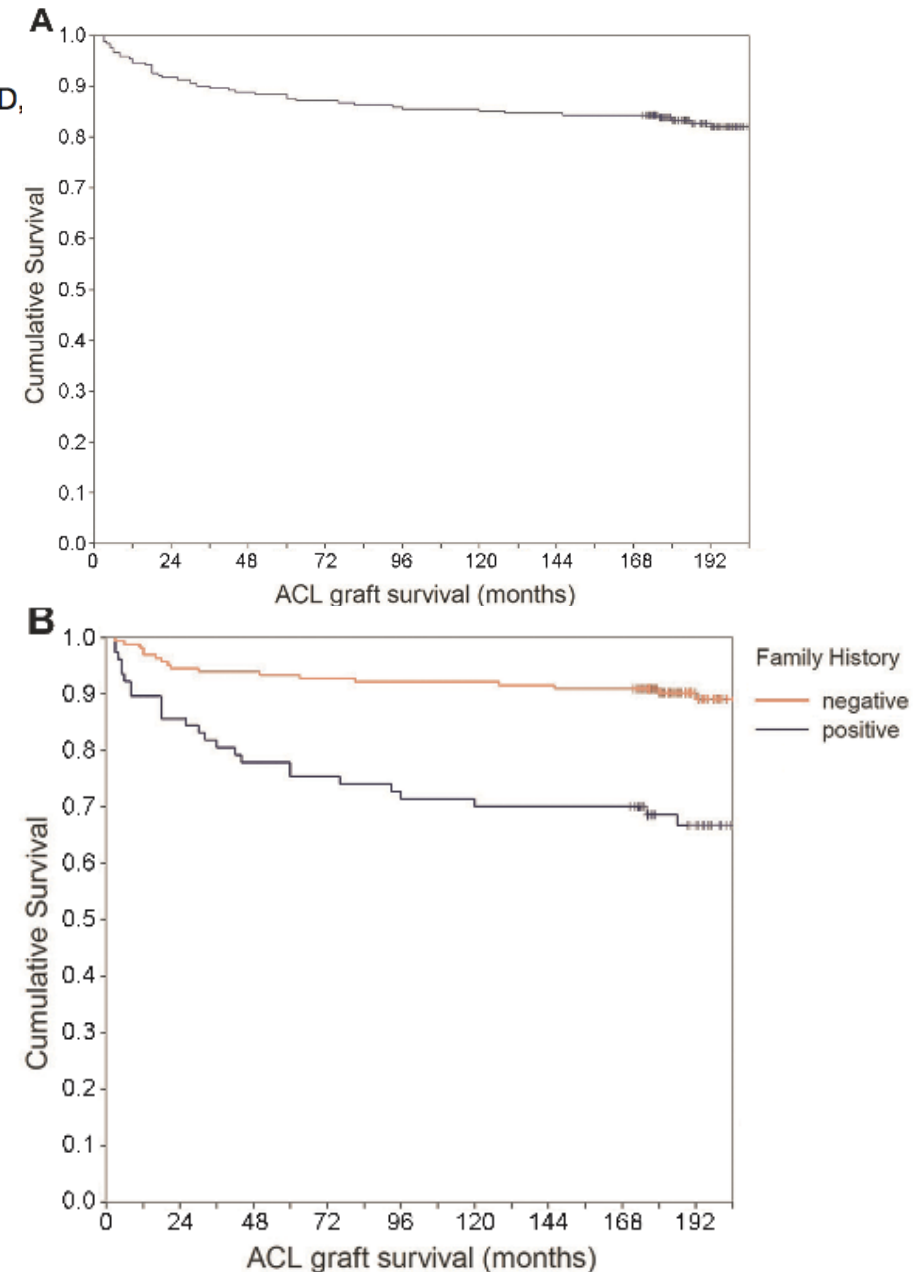 A
D,
1.0
0.9
0.8
0.7
0.6
0.5
0.4
0.3
0.2
0.1
0.0
Cumulative Survival
0 24 48 72 96 120 144 168 192
ACL graft survival (months)
B
1.0
0.9
0.8
0.7
0.6
0.5
0.4
0.3
0.2
0.1
0.0
Cumulative Survival
0 24 48 72 96 120 144 168 192
ACL graft survival (months)
Family History
negative
positive